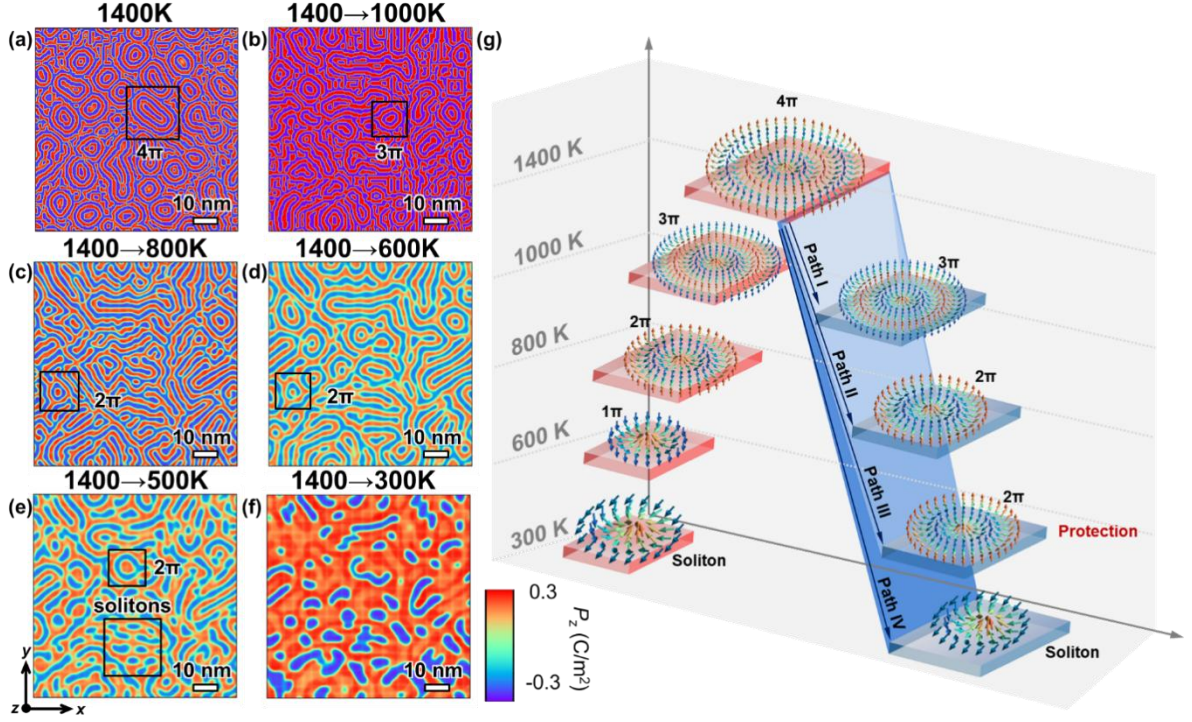 1400K
(a)
4π
10 nm
1400→1000K
(b)
3π
10 nm
1400→800K
(c)
2π
10 nm
1400→600K
(d)
2π
10 nm
1400→500K
(e)
2π
solitons
10 nm
y
z
x
1400→300K
(f)
10 nm
0.3
-0.3
Pz (C/m²)
(g)
1400 K
1000 K
800 K
600 K
300 K
4π
3π
2π
1π
Soliton
Path I
Path II
Path III
Path IV
3π
2π
2π
Protection
Soliton